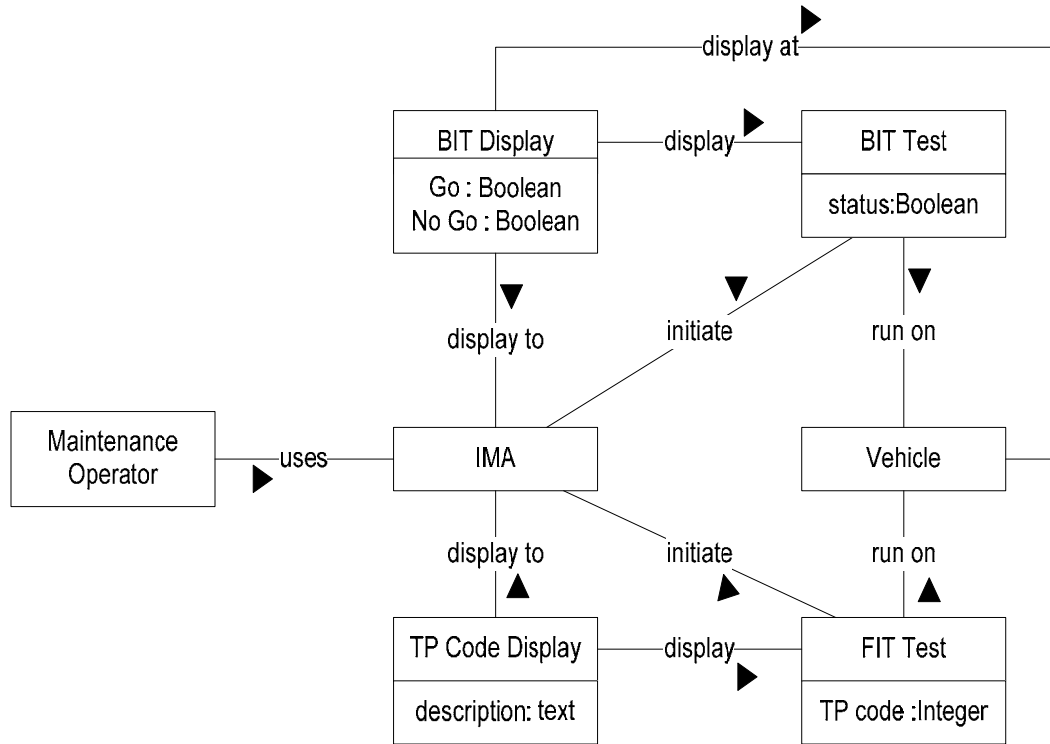 display at
BIT Display
display
BIT Test
Go : Boolean
No Go : Boolean
status:Boolean
display to
initiate
run on
Maintenance
Operator
uses
IMA
Vehicle
display to
initiate
run on
TP Code Display
display
FIT Test
description: text
TP code :Integer